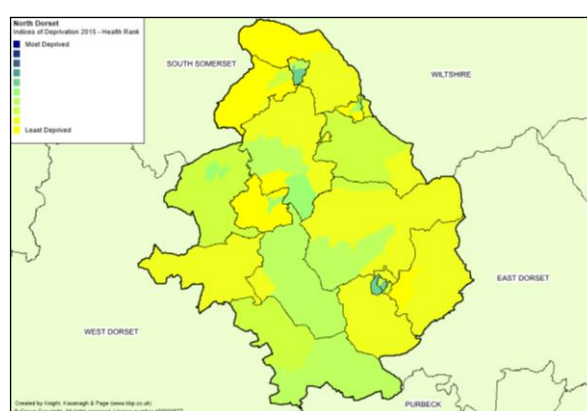 North Dorset
Indices of Deprivation 2015 - Health Rank
Most Deprived
Least Deprived
SOUTH SOMERSET
WILTSHIRE
EAST DORSET
WEST DORSET
PURBECK
Created by Knight, Kavanagh & Page (www.kkp.co.uk)